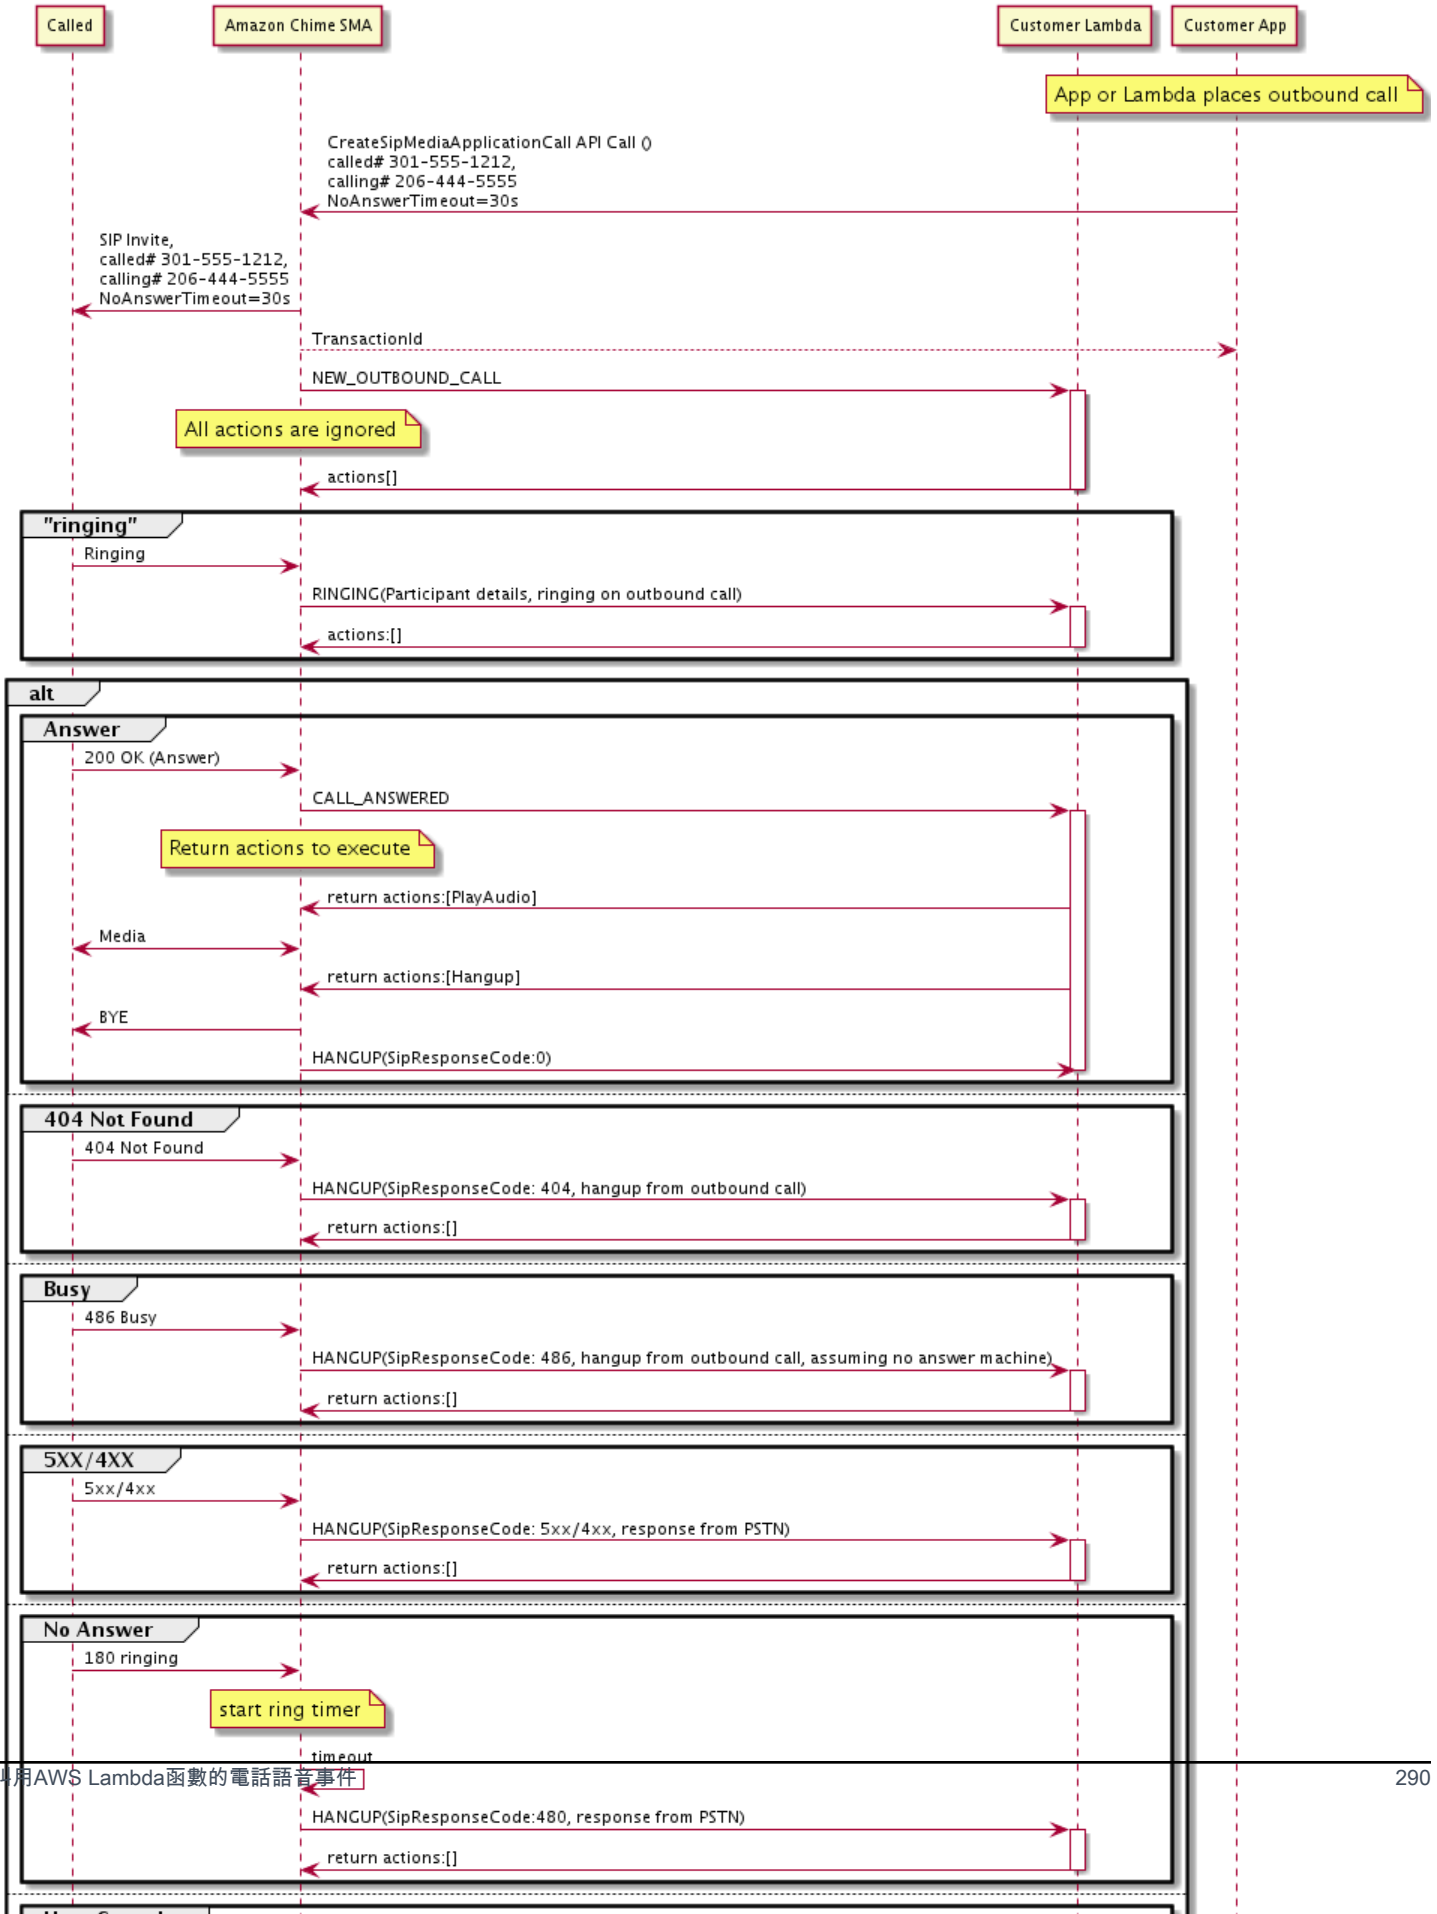 Called
Amazon Chime SMA
Customer Lambda
Customer App
App or Lambda places outbound call
CreateSipMediaApplicationCall API Call ()
called# 301-555-1212,
calling# 206-444-5555
NoAnswerTimeout=30s
SIP Invite,
called# 301-555-1212,
calling# 206-444-5555
NoAnswerTimeout=30s
TransactionId
NEW_OUTBOUND_CALL
All actions are ignored
actions[]
"ringing"
Ringing
RINGING(Participant details, ringing on outbound call)
actions:[]
alt
Answer
200 OK (Answer)
CALL_ANSWERED
Return actions to execute
return actions:[PlayAudio]
Media
return actions:[Hangup]
BYE
HANGUP(SipResponseCode:0)
404 Not Found
404 Not Found
HANGUP(SipResponseCode: 404, hangup from outbound call)
return actions:[]
Busy
486 Busy
HANGUP(SipResponseCode: 486, hangup from outbound call, assuming no answer machine)
return actions:[]
5XX/4XX
5xx/4xx
HANGUP(SipResponseCode: 5xx/4xx, response from PSTN)
return actions:[]
No Answer
180 ringing
start ring timer
timeout
用AWS Lambda函數的電話語音事件
290
HANGUP(SipResponseCode:480, response from PSTN)
return actions:[]